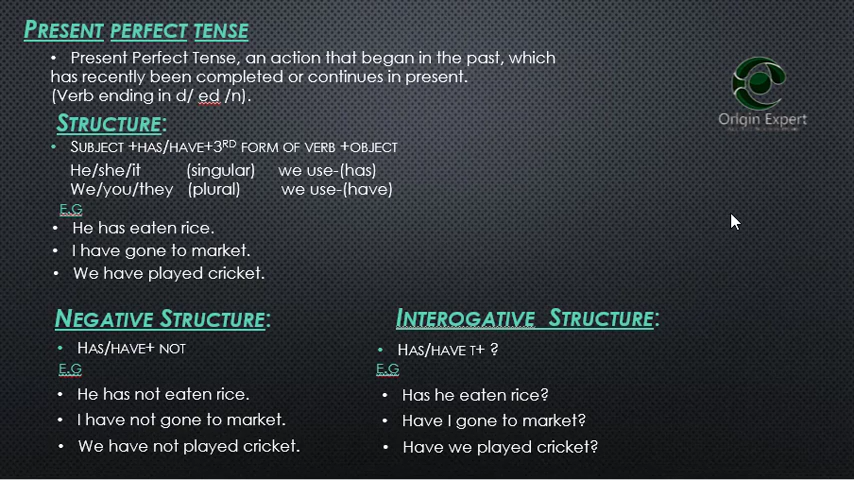 PRESENT PERFECT TENSE
• Present Perfect Tense, an action that began in the past, which
has recently been completed or continues in present.
(Verb ending in d/ ed /n).
Origin Expert
STRUCTURE:
• SUBJECT +HAS/HAVE+3RD FORM OF VERB +OBJECT
He/she/it (singular) we use-(has)
We/you/they (plural) we use-(have)
E.G
• He has eaten rice.
• I have gone to market.
• We have played cricket.
NEGATIVE STRUCTURE:
• HAS/HAVE+ NOT
E.G
• He has not eaten rice.
• I have not gone to market.
• We have not played cricket.
INTEROGATIVE STRUCTURE:
• HAS/HAVE T+ ?
E.G
• Has he eaten rice?
• Have I gone to market?
• Have we played cricket?